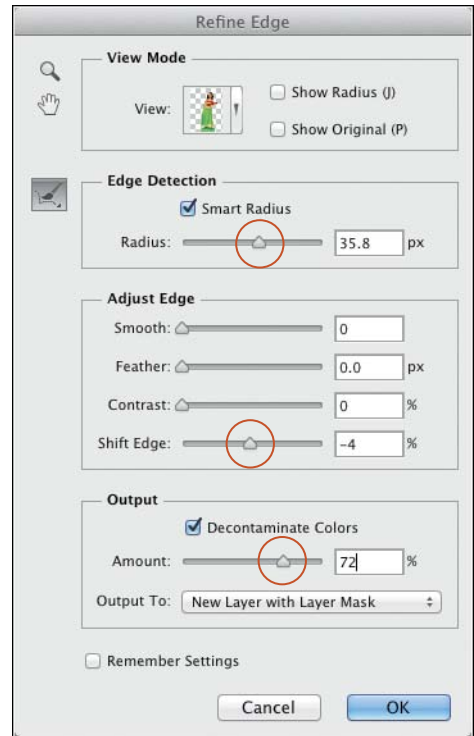 Refine Edge
View Mode
View:
Show Radius (J)
Show Original (P)
Edge Detection
Smart Radius
Radius: 35.8 px
Adjust Edge
Smooth: 0
Feather: 0.0 px
Contrast: 0 %
Shift Edge: -4 %
Output
Decontaminate Colors
Amount: 72 %
Output To: New Layer with Layer Mask
Remember Settings
Cancel OK